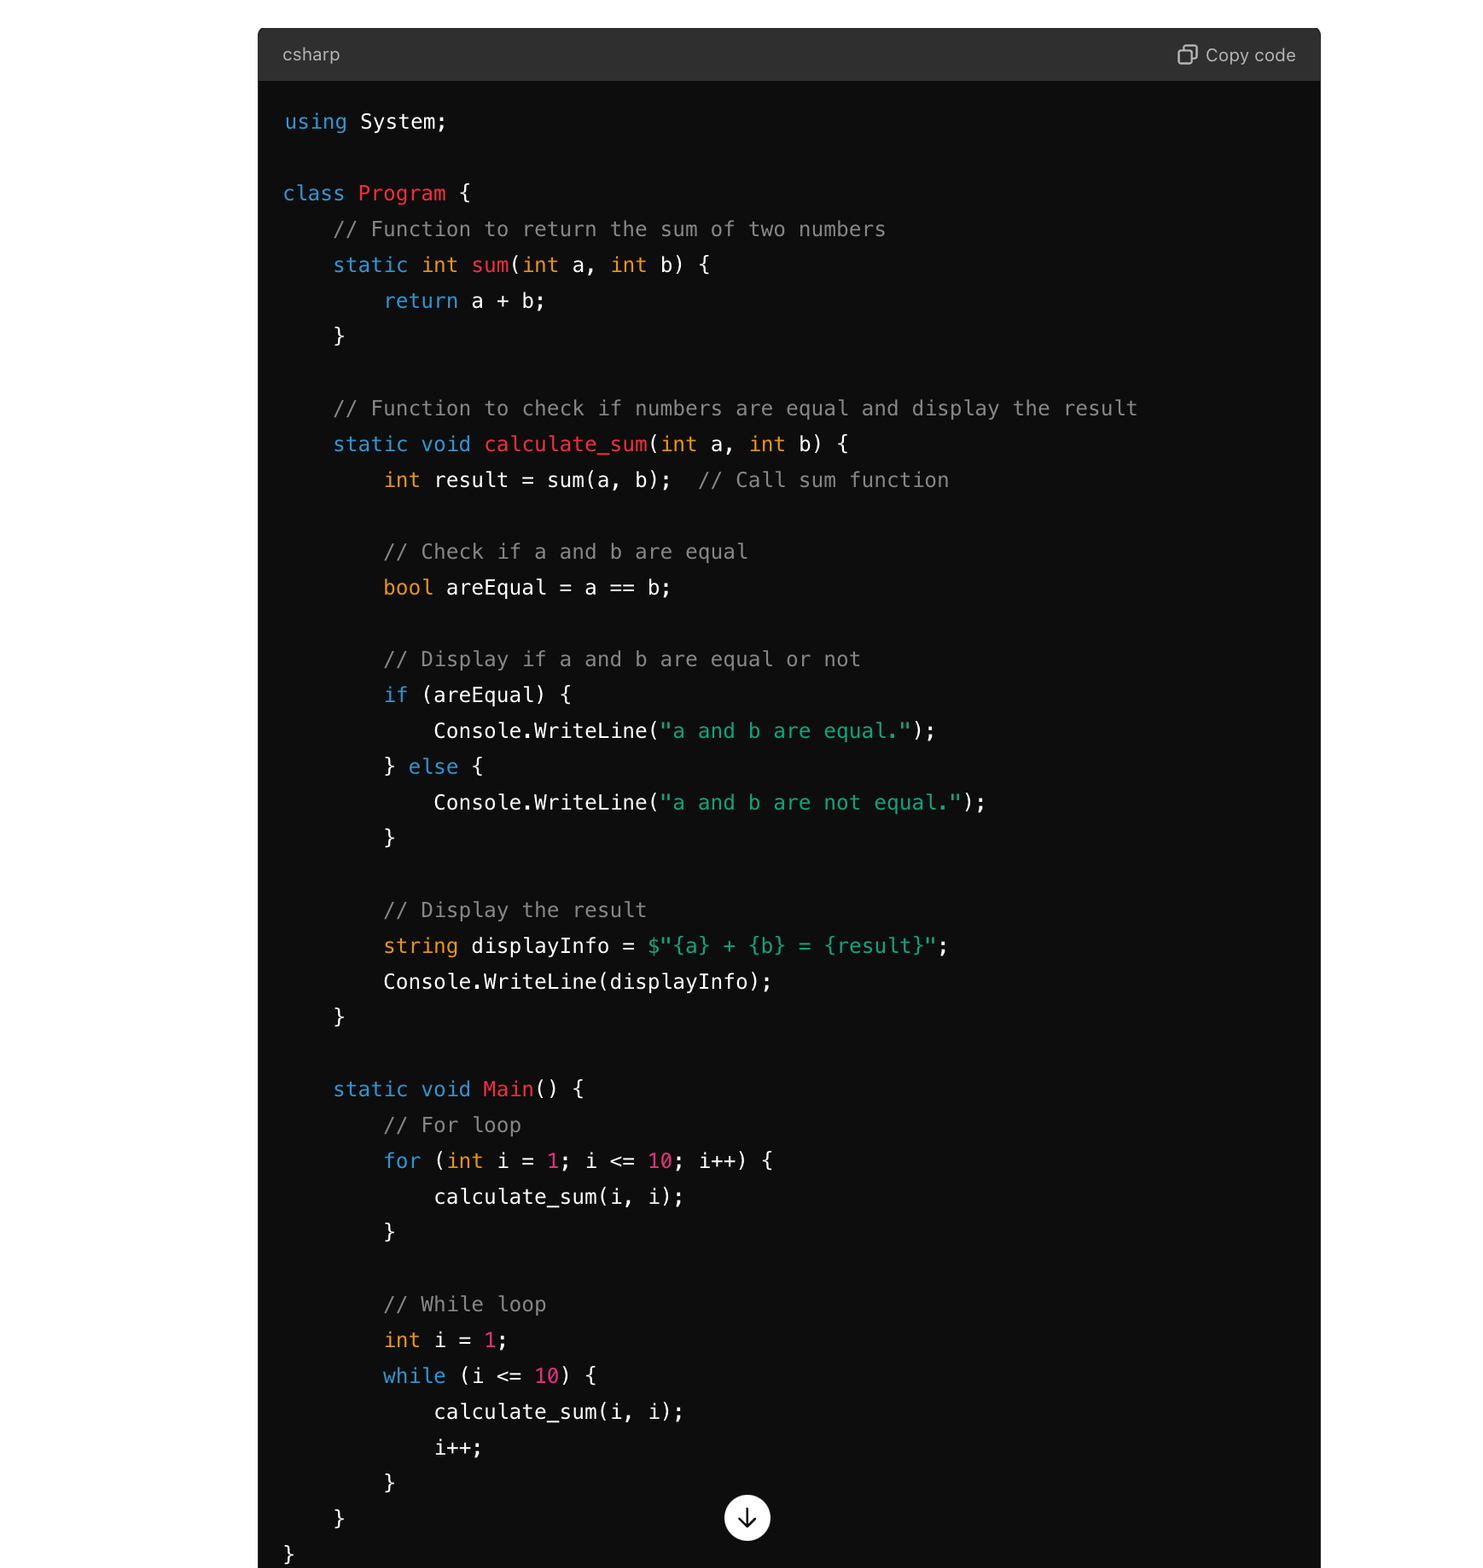 csharp
Copy code
using System;
class Program {
    // Function to return the sum of two numbers
    static int sum(int a, int b) {
        return a + b;
    }
    // Function to check if numbers are equal and display the result
    static void calculate_sum(int a, int b) {
        int result = sum(a, b);  // Call sum function
        // Check if a and b are equal
        bool areEqual = a == b;
        // Display if a and b are equal or not
        if (areEqual) {
            Console.WriteLine("a and b are equal.");
        } else {
            Console.WriteLine("a and b are not equal.");
        }
        // Display the result
        string displayInfo = $"{a} + {b} = {result}";
        Console.WriteLine(displayInfo);
    }
    static void Main() {
        // For loop
        for (int i = 1; i <= 10; i++) {
            calculate_sum(i, i);
        }
        // While loop
        int i = 1;
        while (i <= 10) {
            calculate_sum(i, i);
            i++;
        }
    }
}